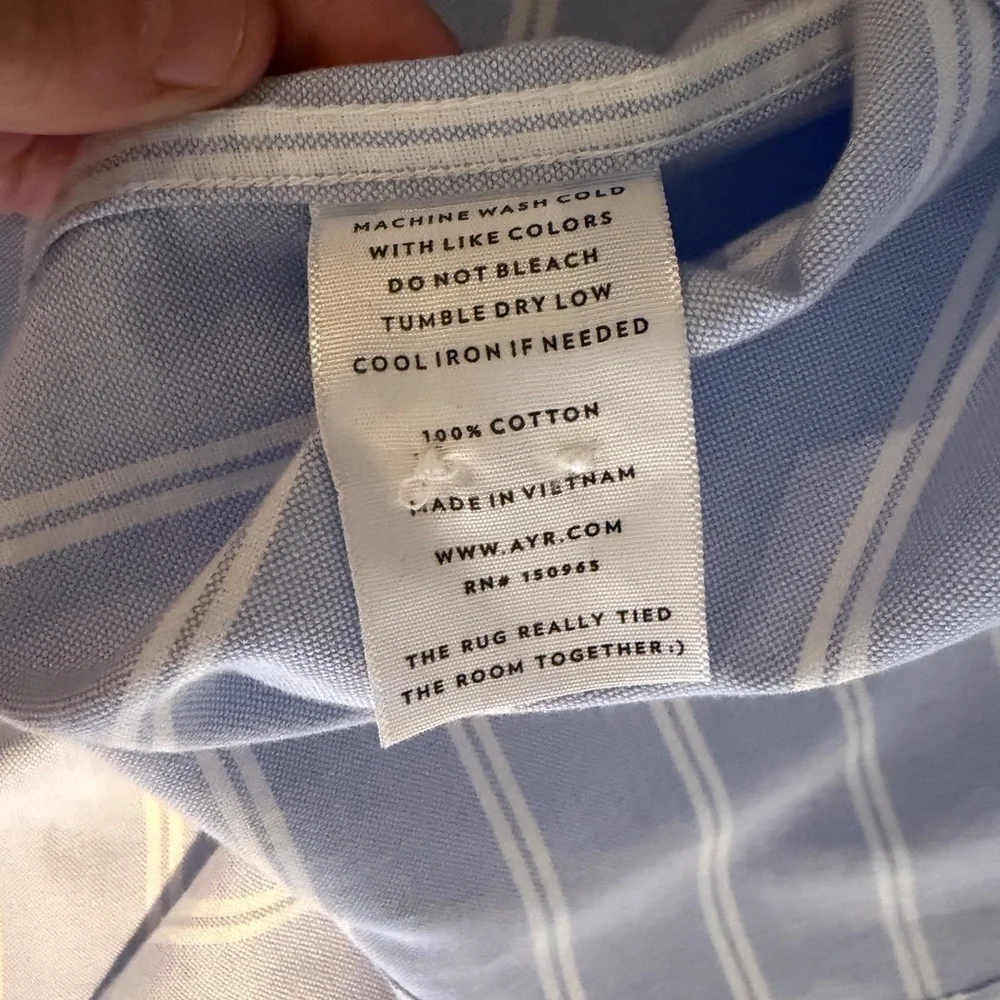 MACHINE WASH COLD
WITH LIKE COLORS
DO NOT BLEACH
TUMBLE DRY LOW
COOL IRON IF NEEDED
100% COTTON
MADE IN VIETNAM
WWW.AYR.COM
RN# 150965
THE RUG REALLY TIED
THE ROOM TOGETHER :)